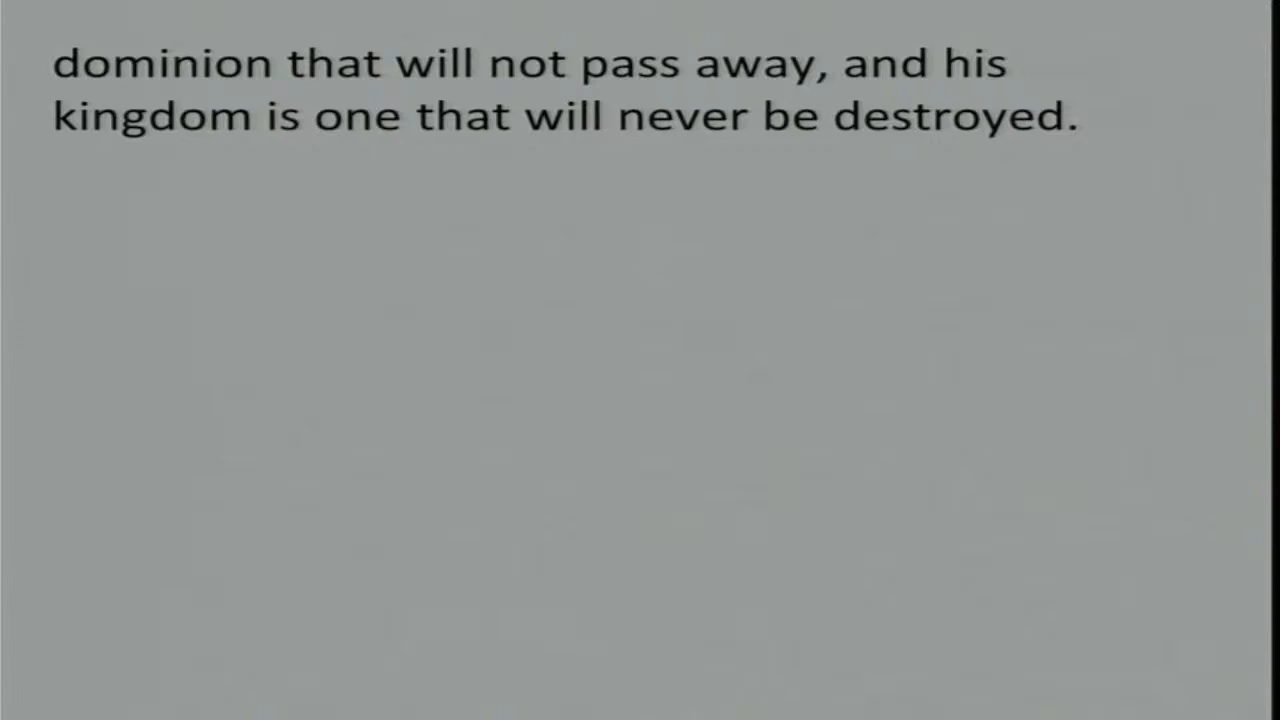 dominion that will not pass away, and his
kingdom is one that will never be destroyed.